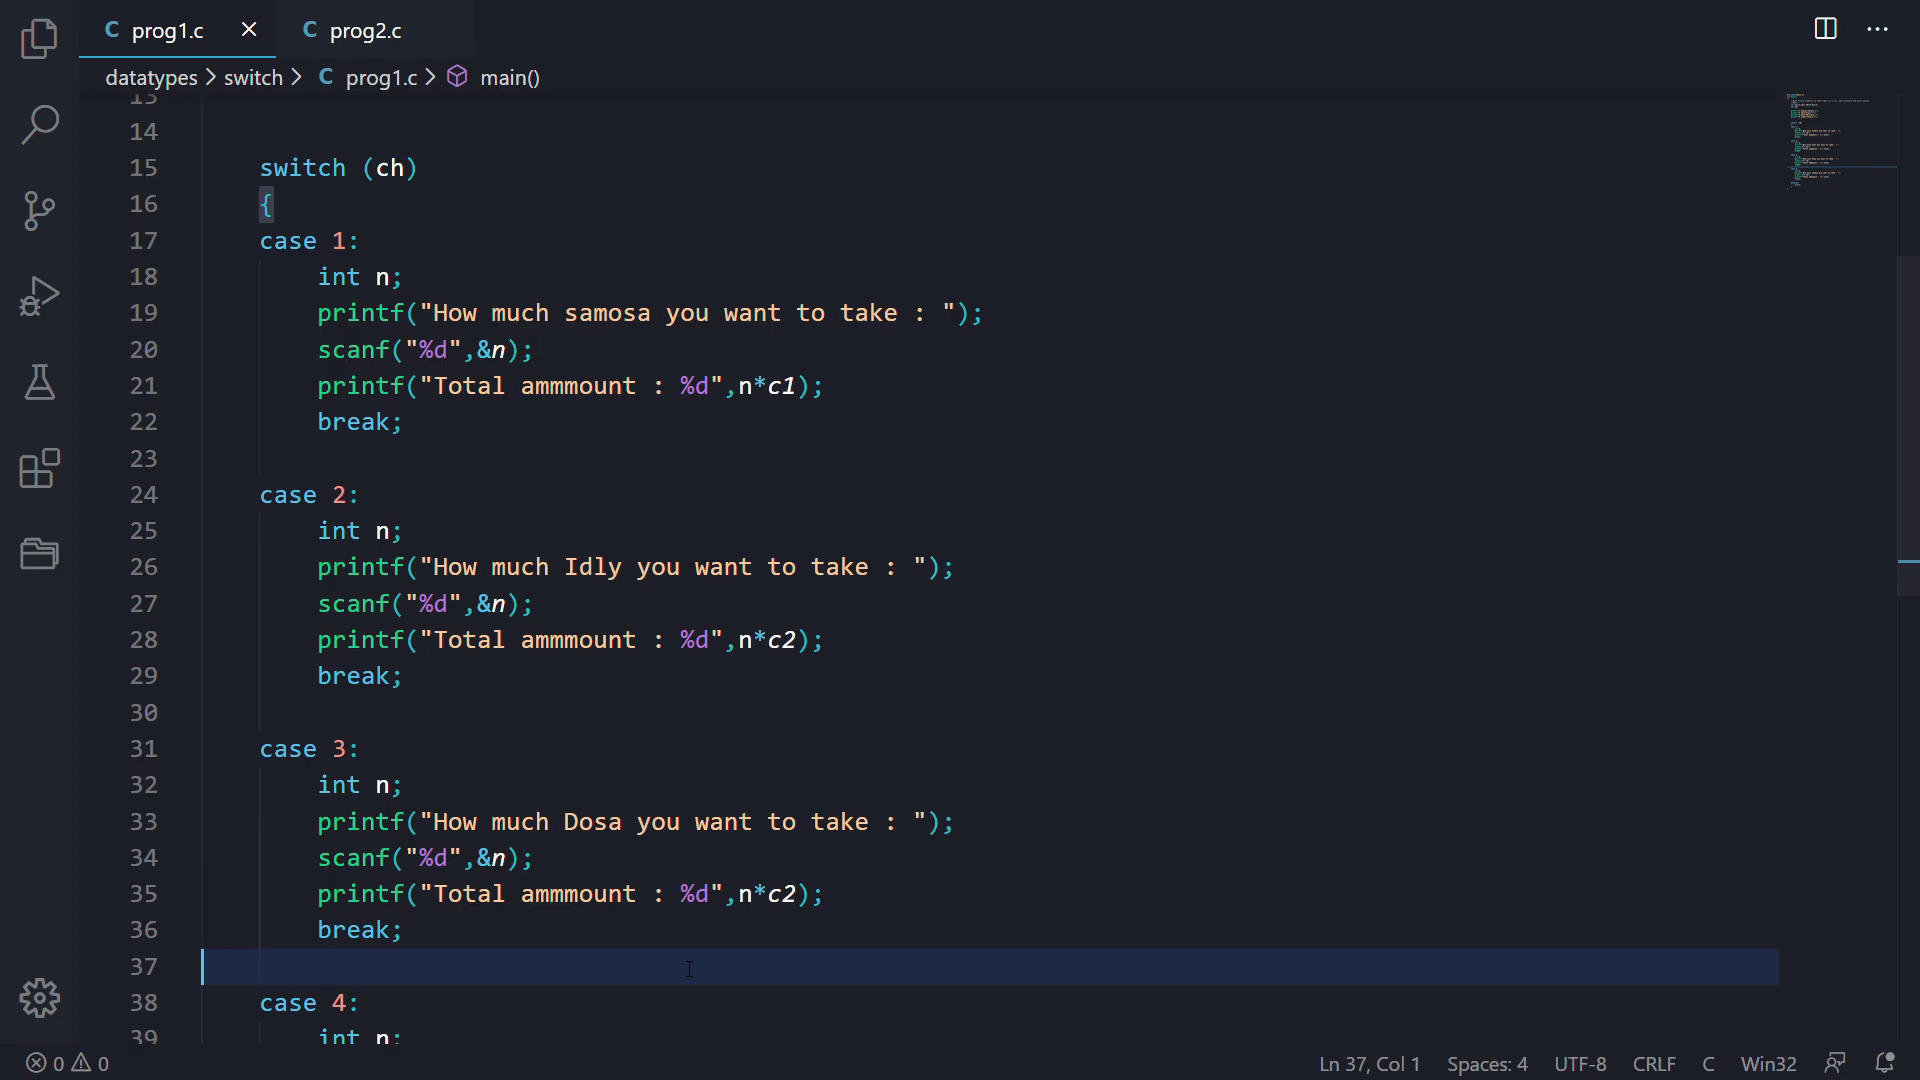 prog1.c
prog2.c
datatypes > switch > C prog1.c > main()
13
14
15 switch (ch)
16 {
17 case 1:
18 int n;
19 printf("How much samosa you want to take : ");
20 scanf("%d",&n);
21 printf("Total ammmount : %d",n*c1);
22 break;
23
24 case 2:
25 int n;
26 printf("How much Idly you want to take : ");
27 scanf("%d",&n);
28 printf("Total ammmount : %d",n*c2);
29 break;
30
31 case 3:
32 int n;
33 printf("How much Dosa you want to take : ");
34 scanf("%d",&n);
35 printf("Total ammmount : %d",n*c2);
36 break;
37
38 case 4:
39 int n;
0 0 Ln 37, Col 1 Spaces: 4 UTF-8 CRLF C Win32